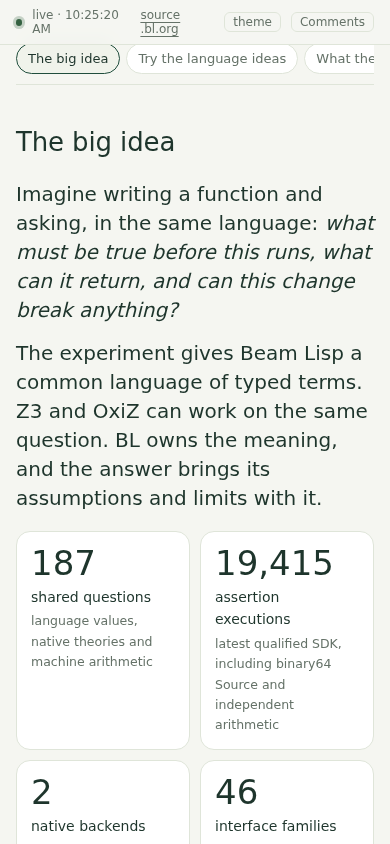 live · 10:25:20 AM
source .bl.org
theme
Comments
The big idea
Try the language ideas
What the
The big idea
Imagine writing a function and
asking, in the same language: what
must be true before this runs, what
can it return, and can this change
break anything?
The experiment gives Beam Lisp a
common language of typed terms.
Z3 and OxiZ can work on the same
question. BL owns the meaning,
and the answer brings its
assumptions and limits with it.
187
shared questions
language values,
native theories and
machine arithmetic
19,415
assertion
executions
latest qualified SDK,
including binary64
Source and
independent
arithmetic
2
native backends
46
interface families